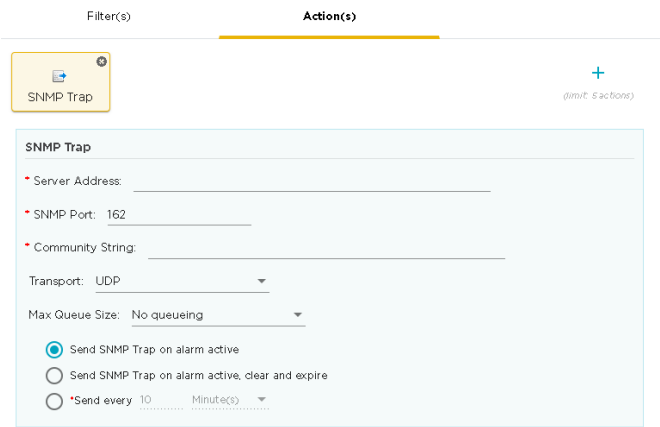 Filter(s) Action(s)
SNMP Trap
(limit: 5 actions)
SNMP Trap
* Server Address:
* SNMP Port: 162
* Community String:
Transport: UDP
Max Queue Size: No queueing
Send SNMP Trap on alarm active
Send SNMP Trap on alarm active, clear and expire
*Send every 10 Minute(s)